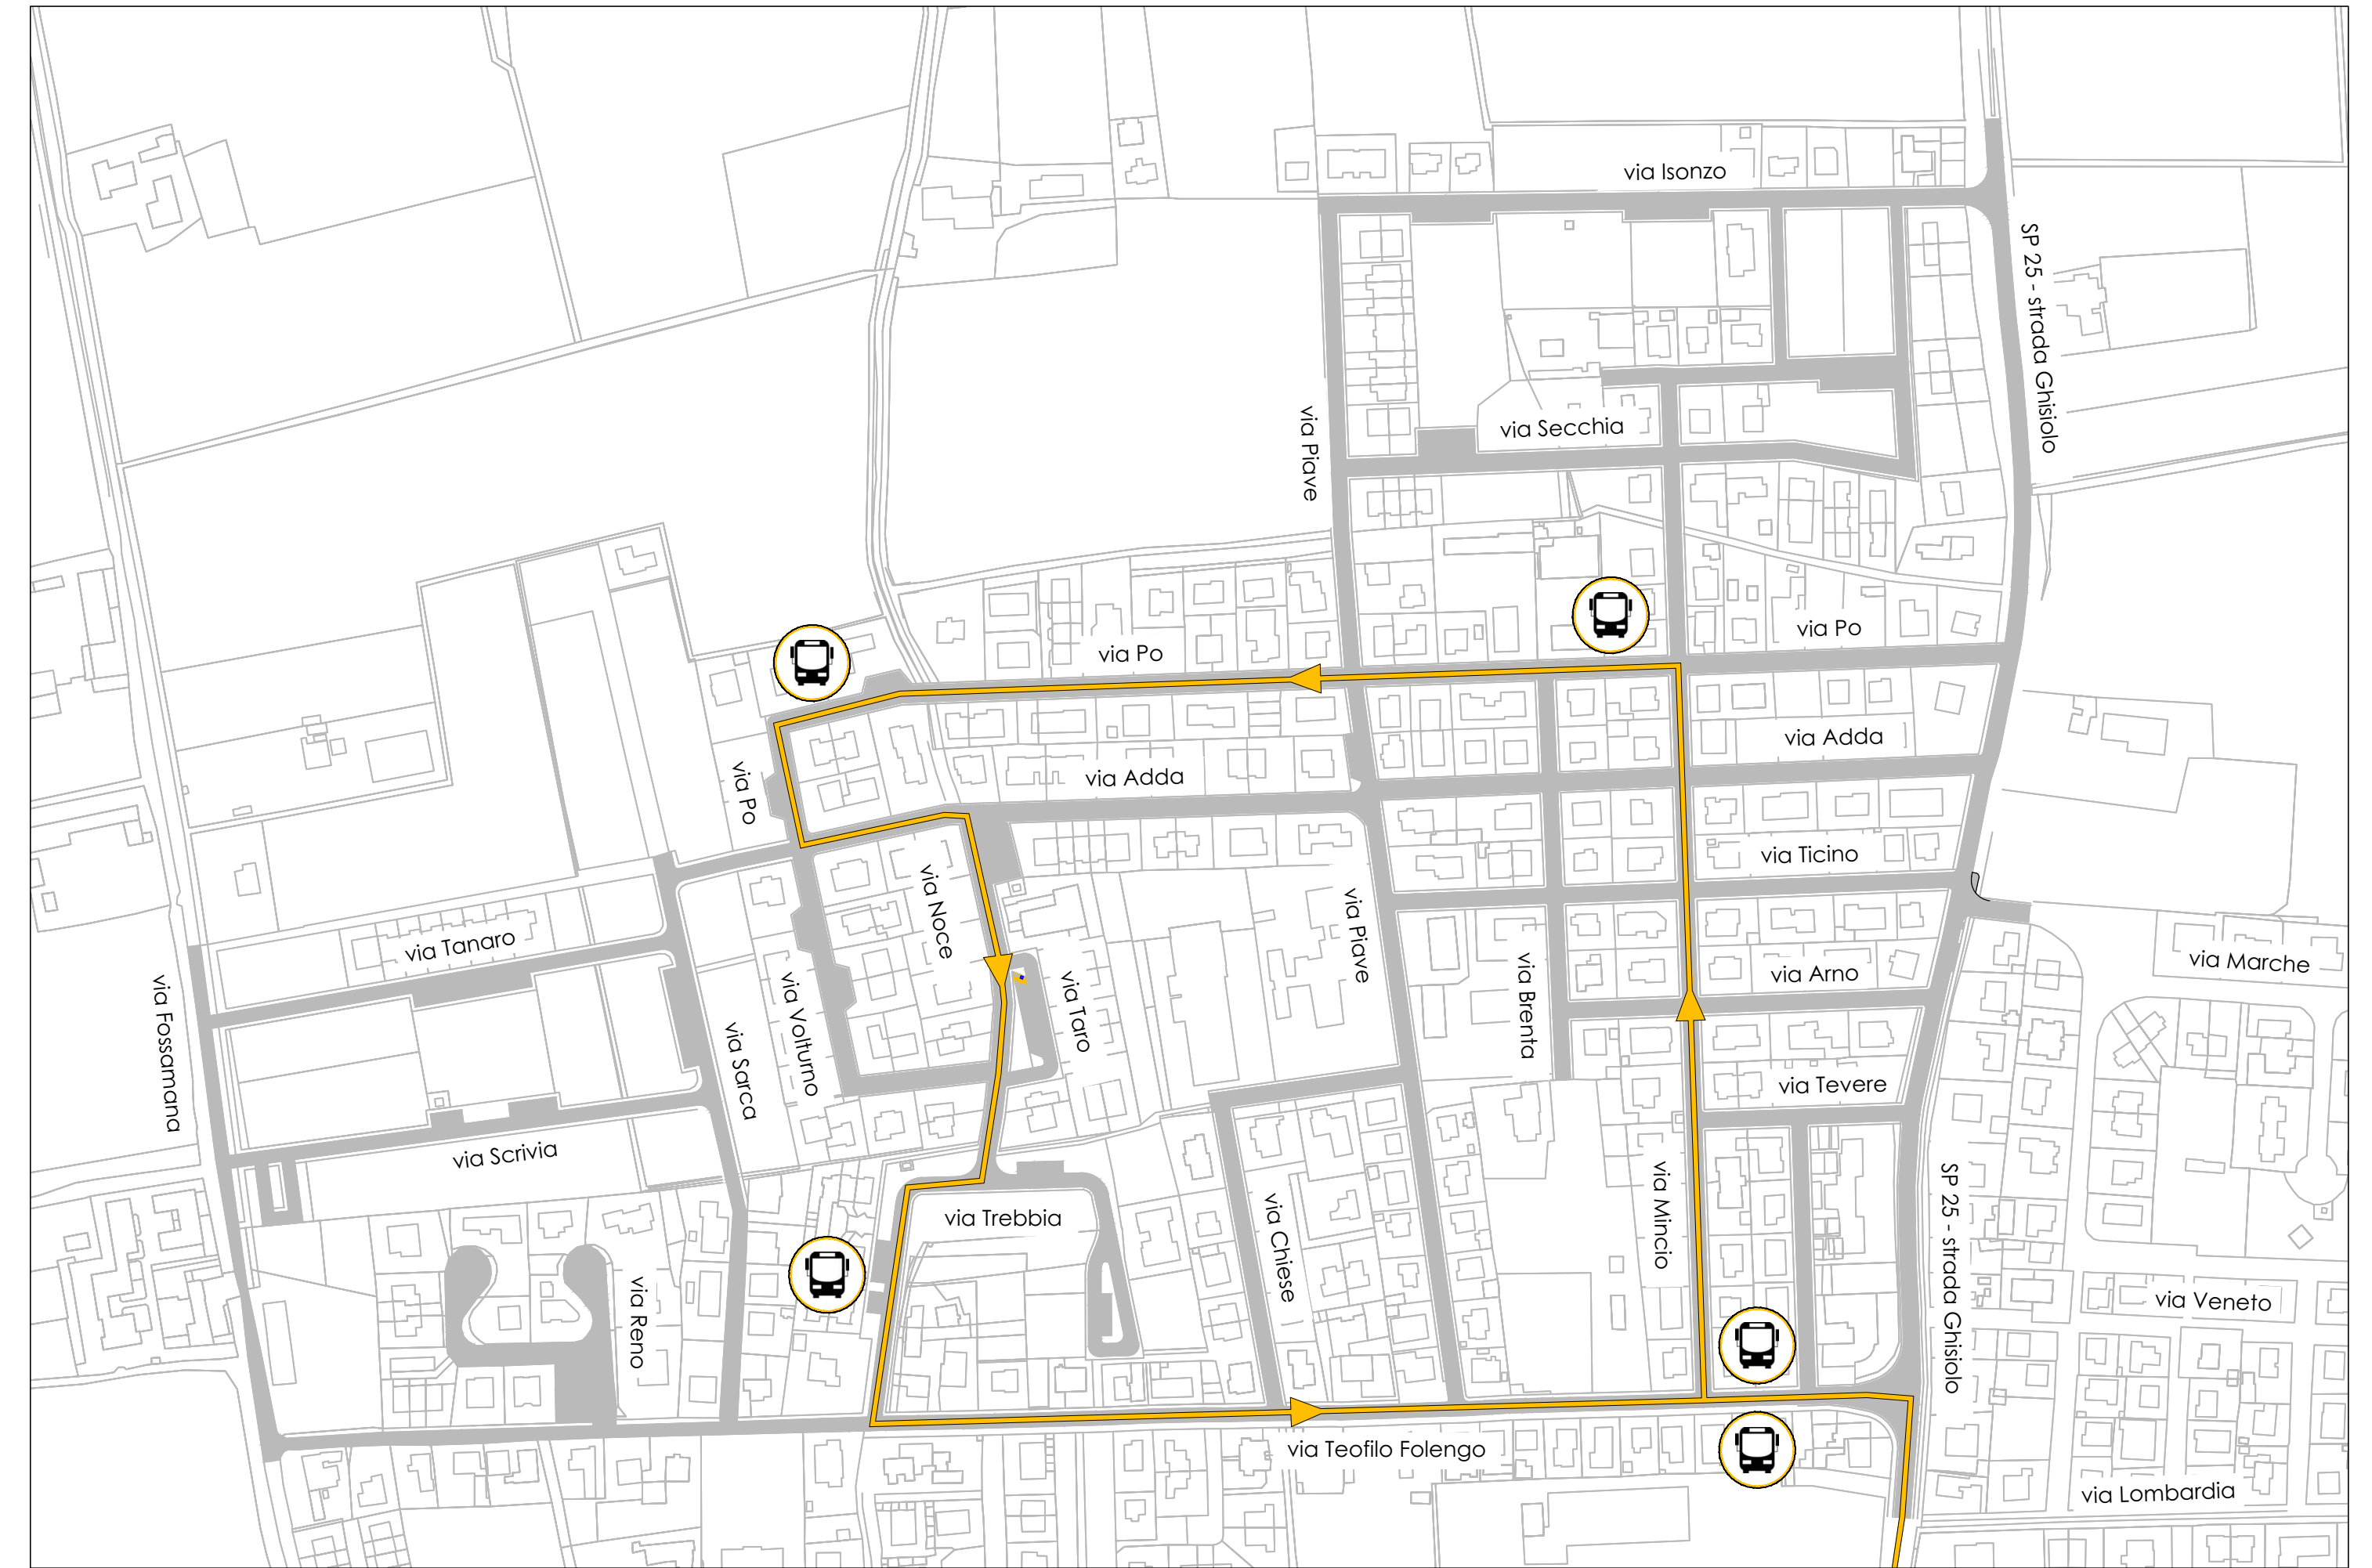 via Isonzo
SP 25 - strada Ghisiolo
via Piave
via Secchia
via Po
via Po
via Adda
via Po
via Adda
via Ticino
via Noce
via Piave
via Tanaro
via Brenta
via Marche
via Arno
via Fossamana
via Volturno
via Taro
via Sarca
via Tevere
via Scrivia
via Mincio
via Trebbia
via Chiese
SP 25 - strada Ghisiolo
via Reno
via Veneto
via Teofilo Folengo
via Lombardia